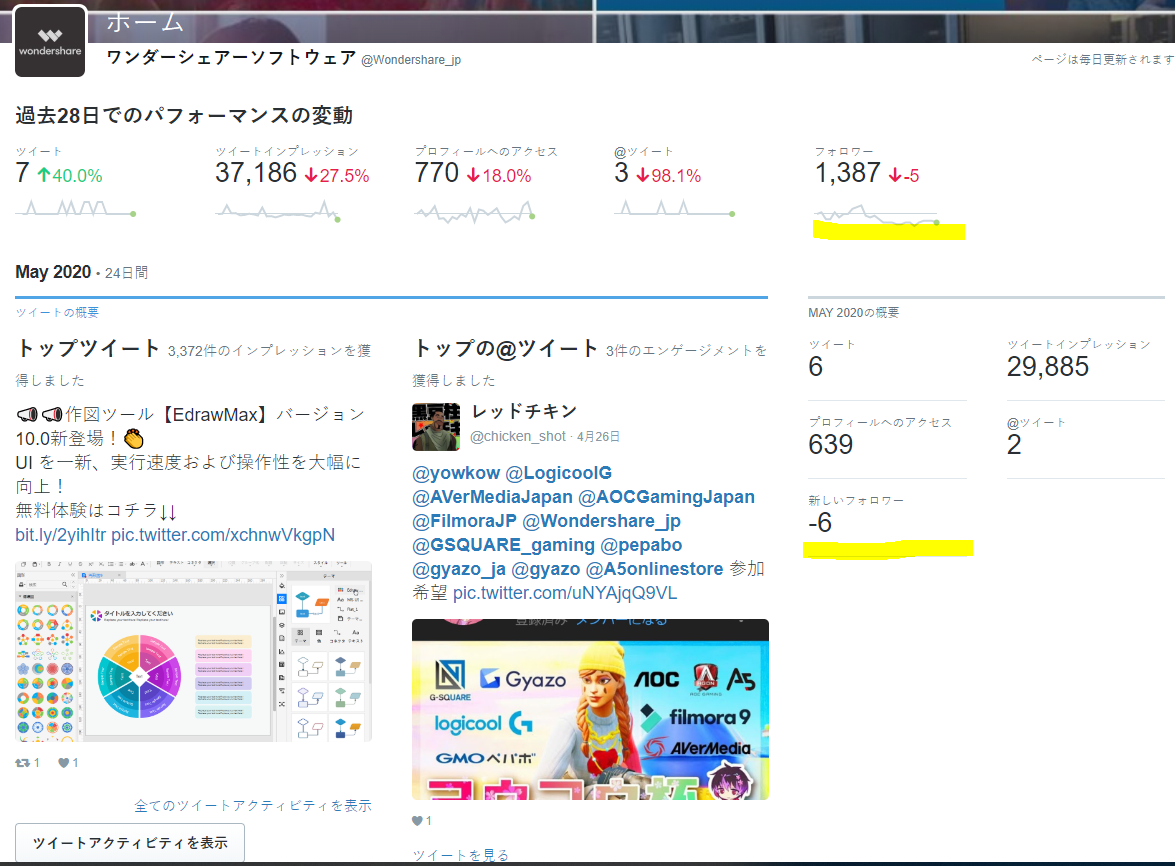 ホーム
wondershare
ワンダーシェアーソフトウェア @Wondershare_jp
ページは毎日更新されます
過去28日でのパフォーマンスの変動
ツイート
7 ↑40.0%
ツイートインプレッション
37,186 ↓27.5%
プロフィールへのアクセス
770 ↓18.0%
@ツイート
3 ↓98.1%
フォロワー
1,387 ↓-5
May 2020 • 24日間
ツイートの概要
トップツイート 3,372件のインプレッションを獲
得しました
📣📣作図ツール【EdrawMax】バージョン
10.0新登場！👏
UI を一新、実行速度および操作性を大幅に
向上！
無料体験はコチラ↓↓
bit.ly/2yihItr pic.twitter.com/xchnwVkgpN
タイトルを入力してください
1 1
全てのツイートアクティビティを表示
ツイートアクティビティを表示
トップの@ツイート 3件のエンゲージメントを
獲得しました
レッドチキン
@chicken_shot · 4月26日
@yowkow @LogicoolG
@AVerMediaJapan @AOCGamingJapan
@FilmoraJP @Wondershare_jp
@GSQUARE_gaming @pepabo
@gyazo_ja @gyazo @A5onlinestore 参加
希望 pic.twitter.com/uNYAjqQ9VL
登録済み メンバーになる
G-SQUARE
Gyazo
AOC
A5
logicool G
filmora9
GMOペパボ
AVerMedia
1
ツイートを見る
MAY 2020の概要
ツイート
6
ツイートインプレッション
29,885
プロフィールへのアクセス
639
@ツイート
2
新しいフォロワー
-6